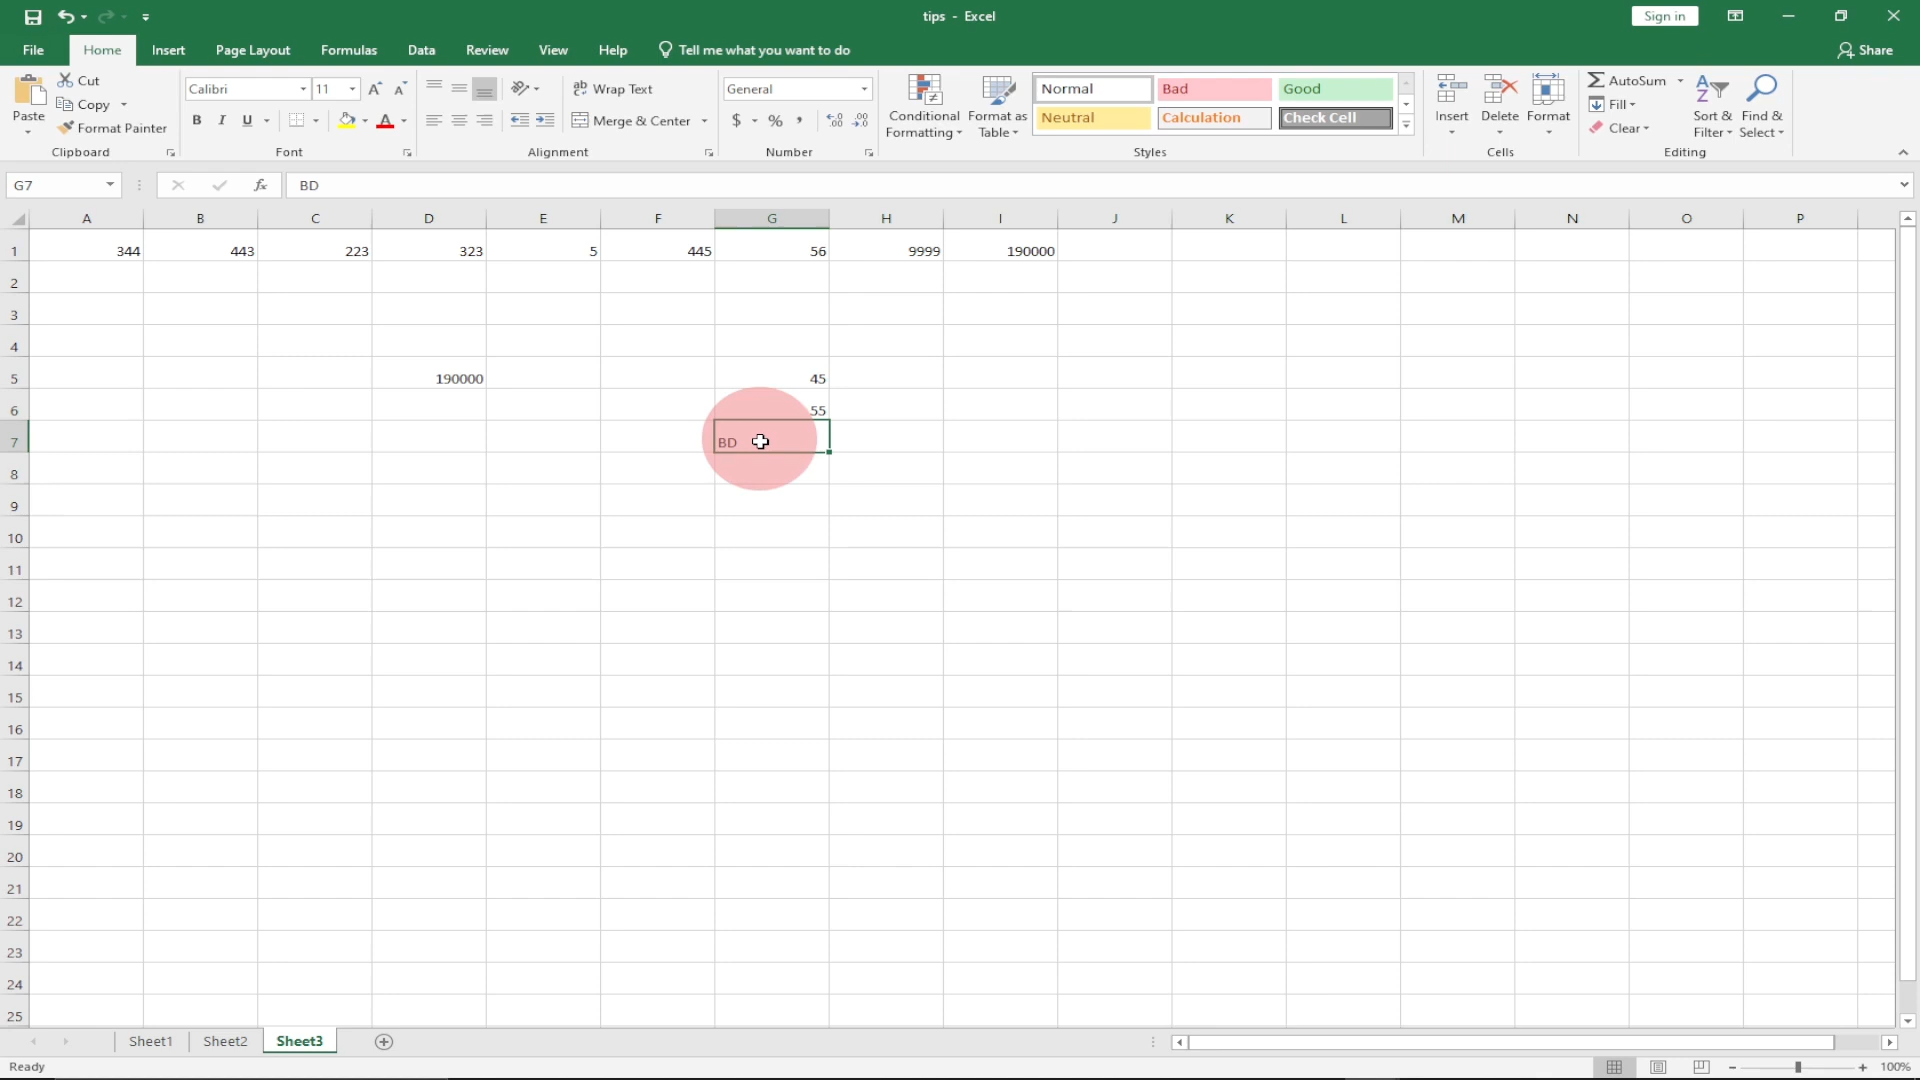 tips - Excel
Sign in
File Home Insert Page Layout Formulas Data Review View Help Tell me what you want to do Share
Paste Cut Copy Format Painter
Calibri 11
B I U A
ab Wrap Text
Merge & Center
General
$ % ,
Conditional Formatting
Format as Table
Normal Bad Good
Neutral Calculation Check Cell
Insert Delete Format
AutoSum
Fill
Clear
Sort & Filter
Find & Select
Clipboard Font Alignment Number Styles Cells Editing
G7 fx BD
A B C D E F G H I J K L M N O P
1 344 443 223 323 5 445 56 9999 190000
2
3
4
5 190000 45
6 55
7 BD
8
9
10
11
12
13
14
15
16
17
18
19
20
21
22
23
24
25
Sheet1 Sheet2 Sheet3
Ready 100%